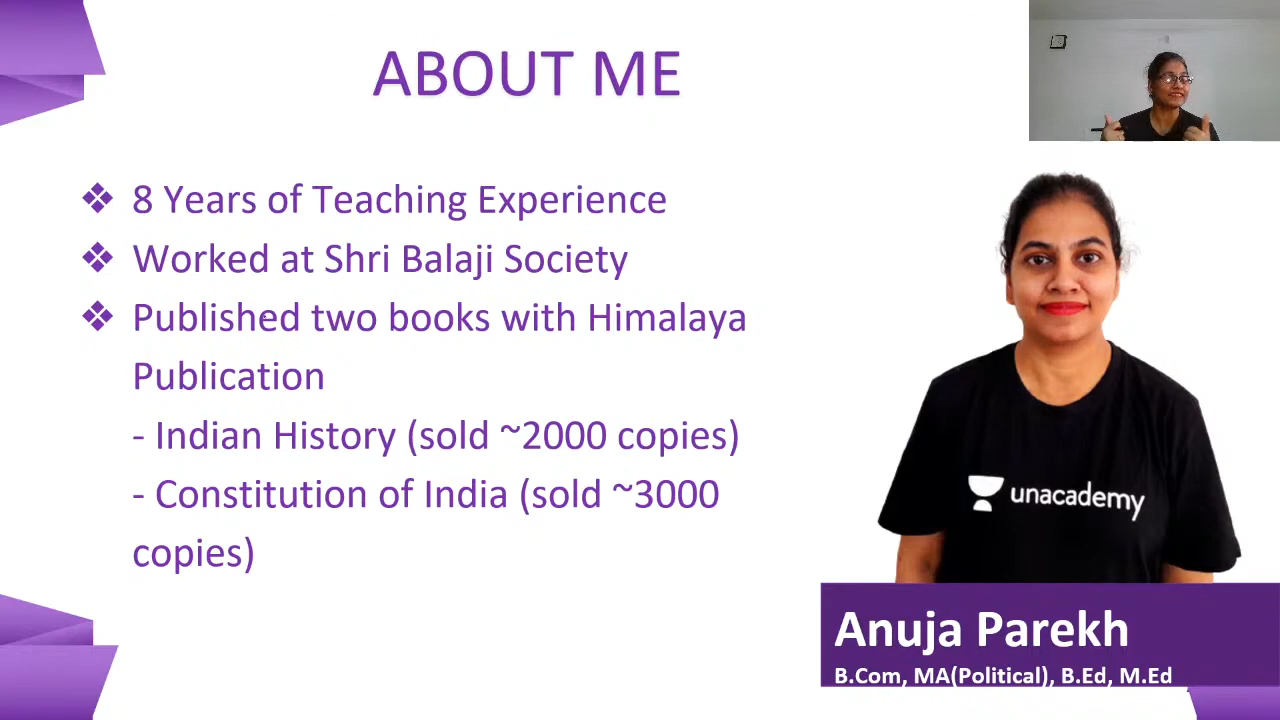 ABOUT ME
❖ 8 Years of Teaching Experience
❖ Worked at Shri Balaji Society
❖ Published two books with Himalaya
Publication
- Indian History (sold ~2000 copies)
- Constitution of India (sold ~3000
copies)
unacademy
Anuja Parekh
B.Com, MA(Political), B.Ed, M.Ed